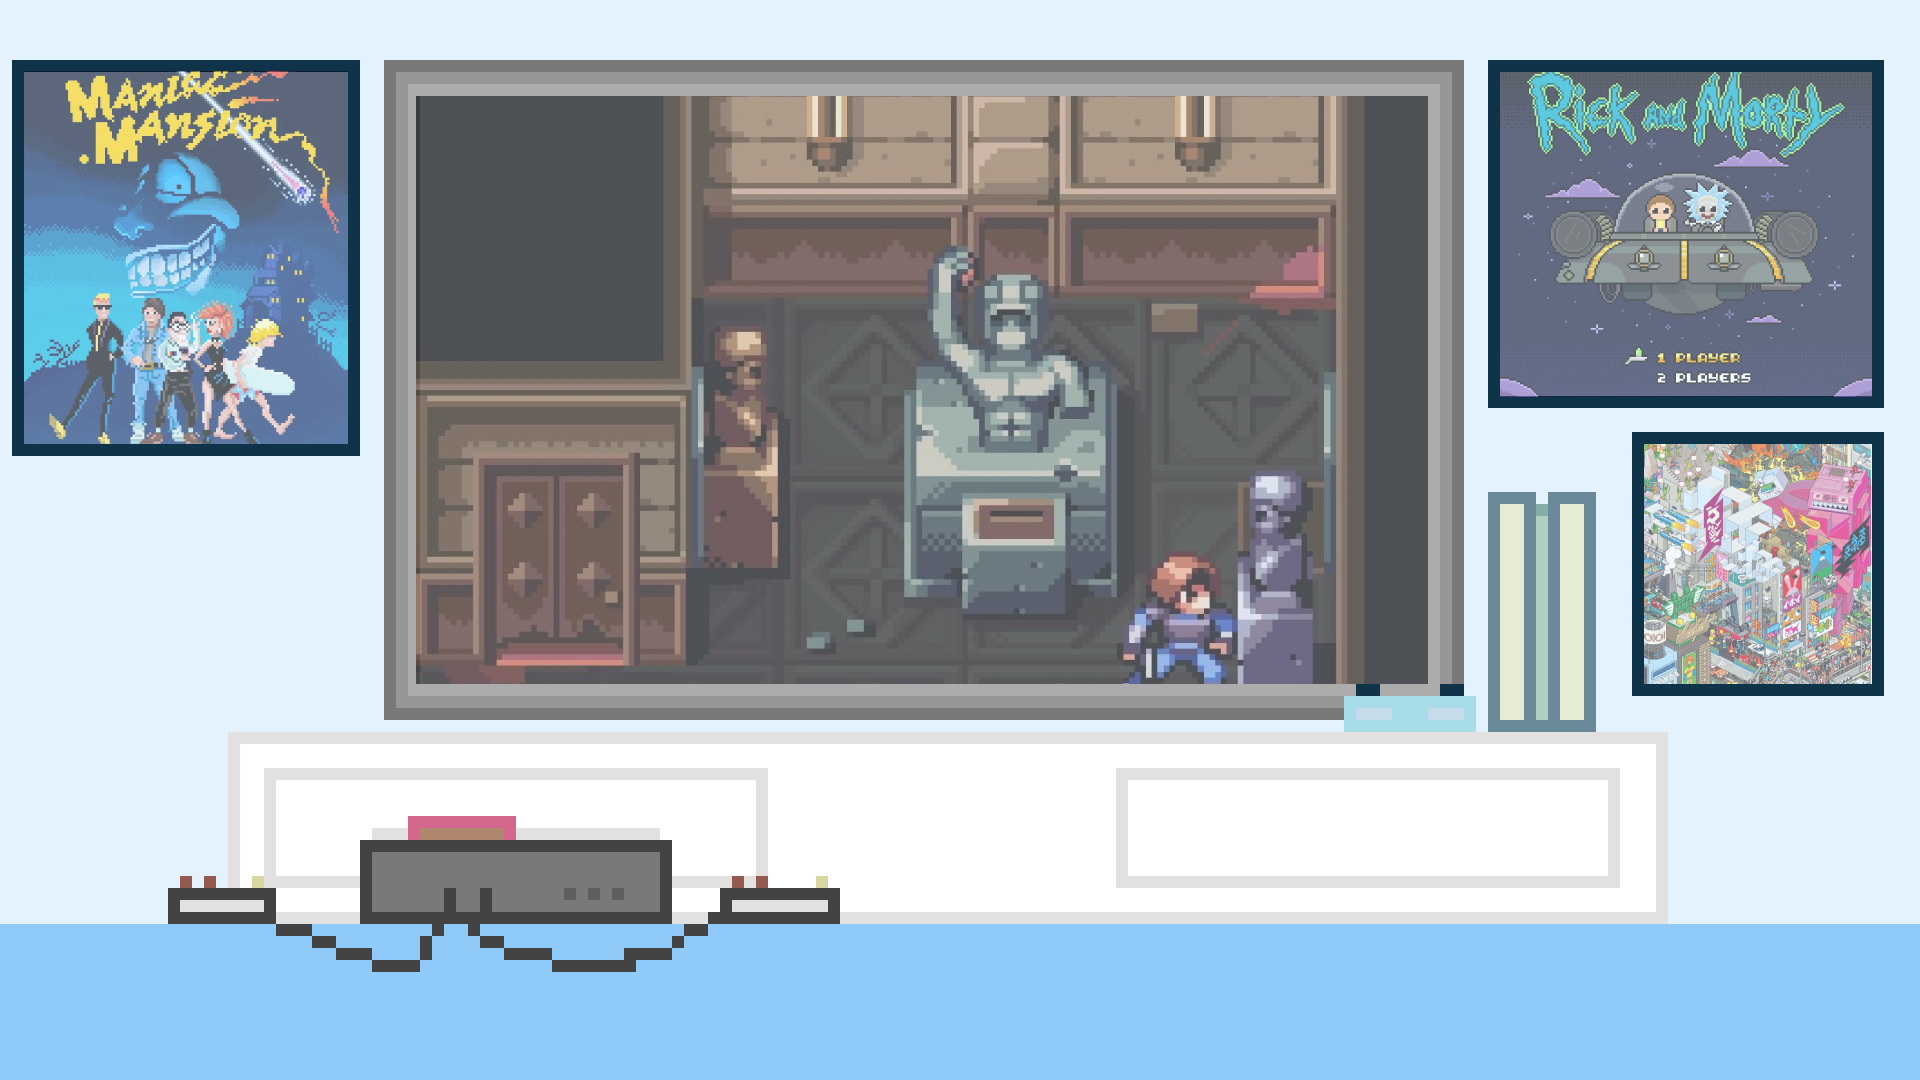 MANIAC
MANSION
RICK AND MORTY
1 PLAYER
2 PLAYERS